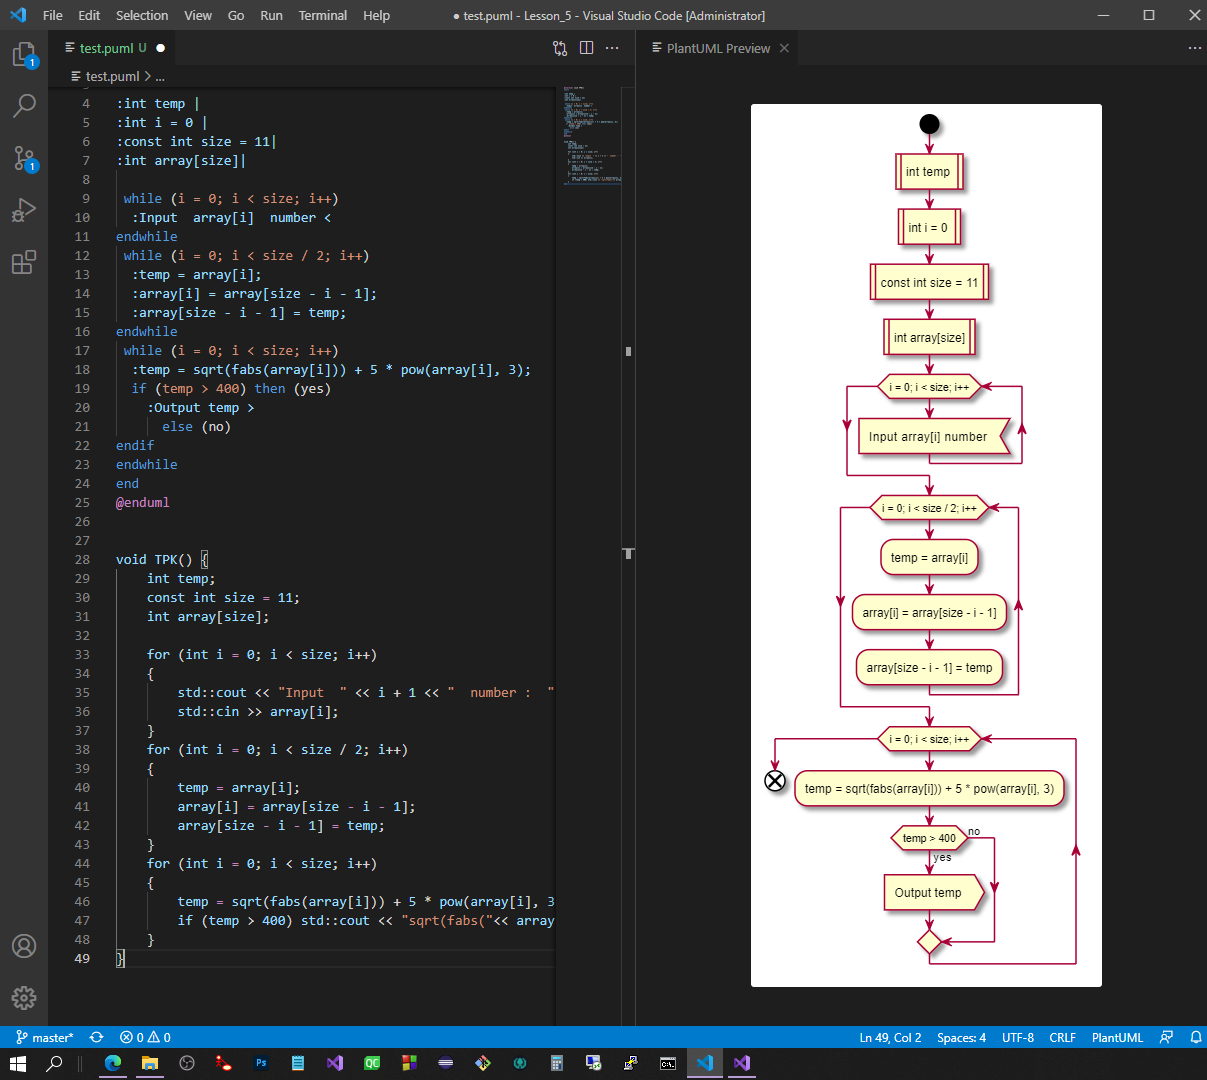 File Edit Selection View Go Run Terminal Help
● test.puml - Lesson_5 - Visual Studio Code [Administrator]
test.puml U ●
PlantUML Preview
test.puml > ...
4 :int temp |
5 :int i = 0 |
6 :const int size = 11|
7 :int array[size]|
8
9 while (i = 0; i < size; i++)
10 :Input  array[i]  number <
11 endwhile
12 while (i = 0; i < size / 2; i++)
13 :temp = array[i];
14 :array[i] = array[size - i - 1];
15 :array[size - i - 1] = temp;
16 endwhile
17 while (i = 0; i < size; i++)
18 :temp = sqrt(fabs(array[i])) + 5 * pow(array[i], 3);
19 if (temp > 400) then (yes)
20 :Output temp >
21 else (no)
22 endif
23 endwhile
24 end
25 @enduml
26
27
28 void TPK() {
29 int temp;
30 const int size = 11;
31 int array[size];
32
33 for (int i = 0; i < size; i++)
34 {
35 std::cout << "Input  " << i + 1 << "  number :  "
36 std::cin >> array[i];
37 }
38 for (int i = 0; i < size / 2; i++)
39 {
40 temp = array[i];
41 array[i] = array[size - i - 1];
42 array[size - i - 1] = temp;
43 }
44 for (int i = 0; i < size; i++)
45 {
46 temp = sqrt(fabs(array[i])) + 5 * pow(array[i], 3
47 if (temp > 400) std::cout << "sqrt(fabs("<< array
48 }
49 }
int temp
int i = 0
const int size = 11
int array[size]
i = 0; i < size; i++
Input array[i] number
i = 0; i < size / 2; i++
temp = array[i]
array[i] = array[size - i - 1]
array[size - i - 1] = temp
i = 0; i < size; i++
temp = sqrt(fabs(array[i])) + 5 * pow(array[i], 3)
temp > 400
no
yes
Output temp
1
1
master*
0
0
Ln 49, Col 2
Spaces: 4
UTF-8
CRLF
PlantUML
Ps
QC
C:\